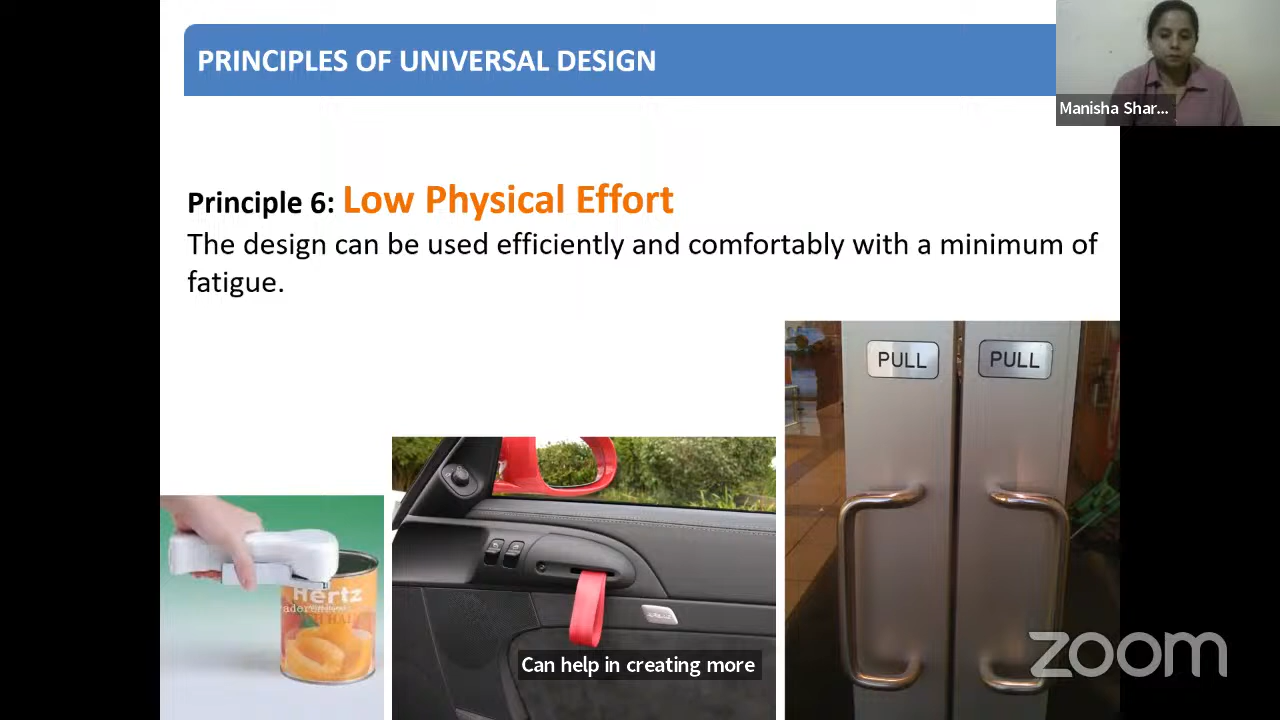 PRINCIPLES OF UNIVERSAL DESIGN
Manisha Shar...
Principle 6: Low Physical Effort
The design can be used efficiently and comfortably with a minimum of
fatigue.
PULL
PULL
Hertz
Can help in creating more
zoom